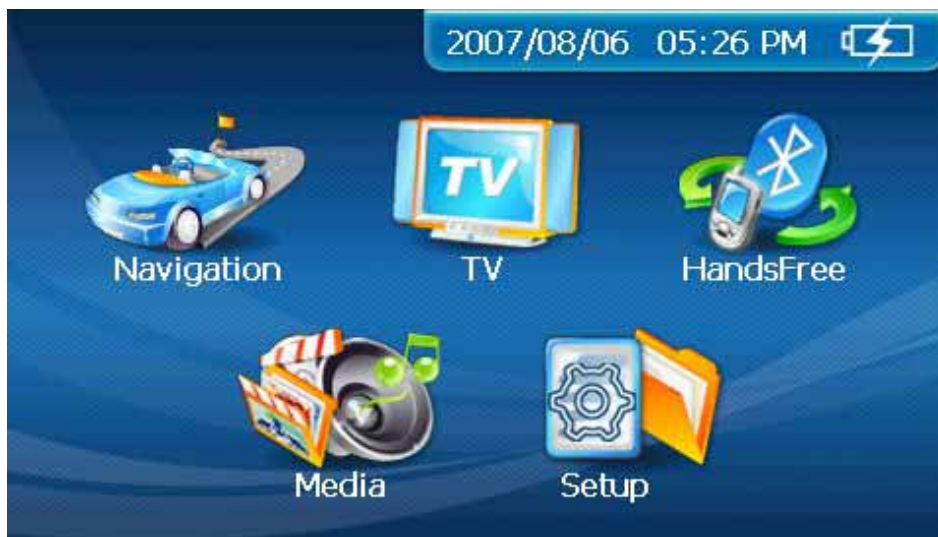 2007/08/06 05:26 PM
TV
Navigation
TV
HandsFree
Media
Setup